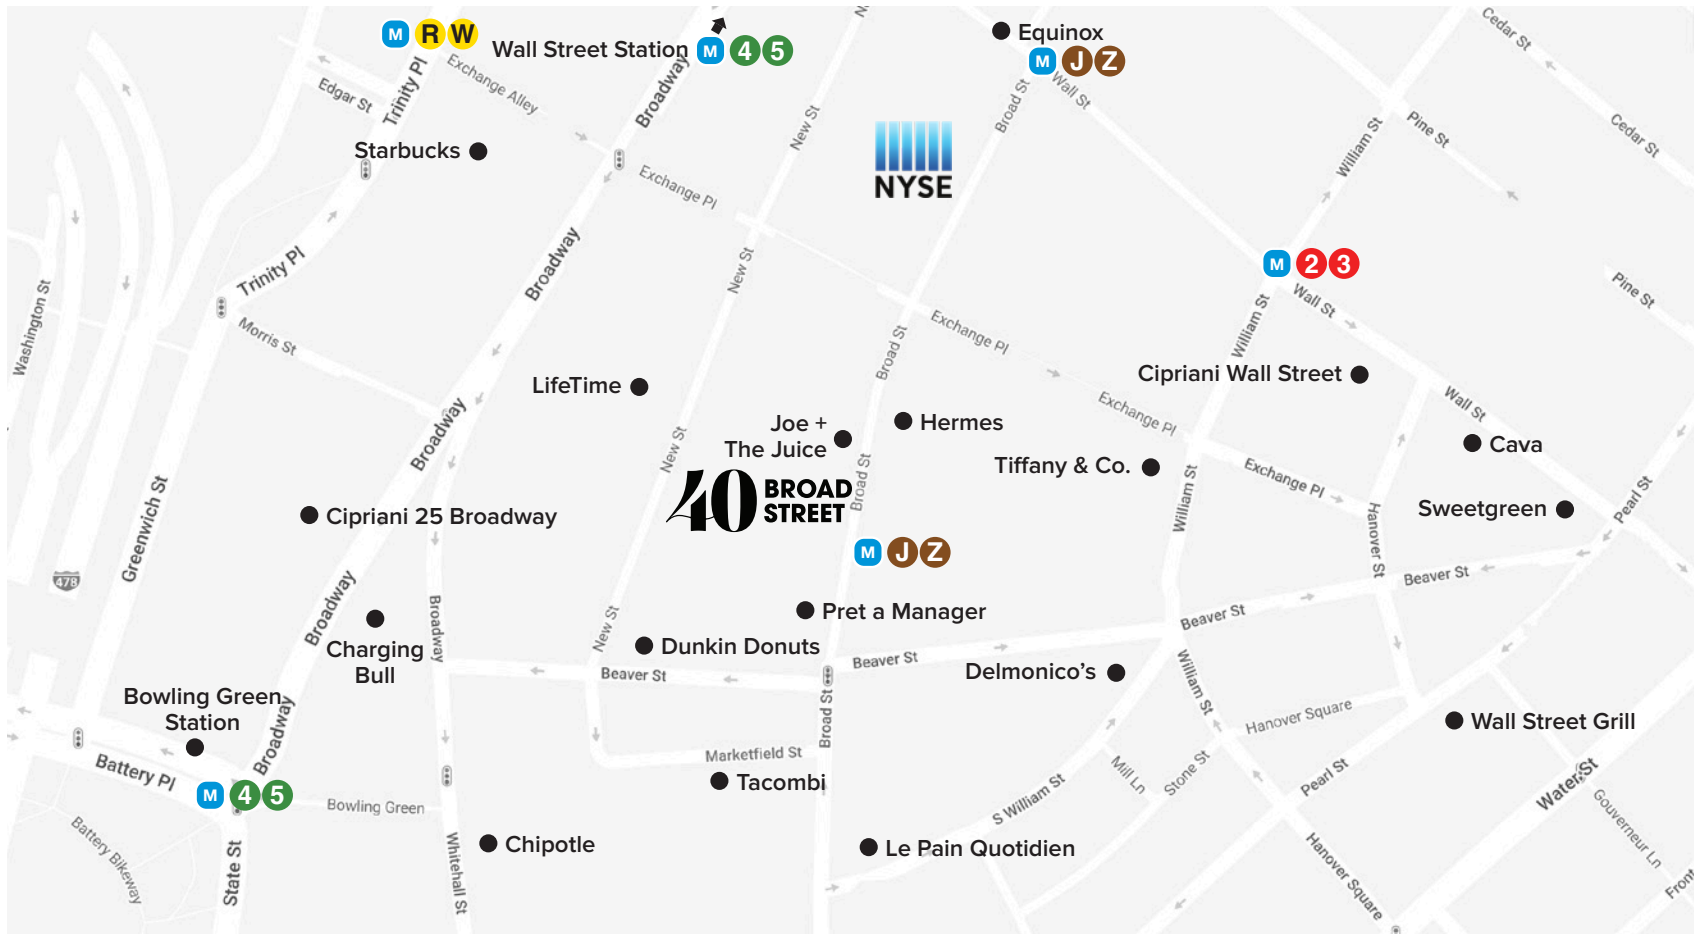 M R W
Wall Street Station M 4 5
Equinox
M J Z
Cedar St
Cedar St
Edgar St
Trinity Pl
Exchange Alley
Broadway
New St
Broad St
Wall St
William St
Pine St
Starbucks
NYSE
Exchange Pl
Trinity Pl
Broadway
New St
M 2 3
Washington St
Morris St
Exchange Pl
Broad St
William St
Wall St
Pine St
LifeTime
Cipriani Wall Street
Joe +
The Juice
Hermes
Exchange Pl
Wall St
Broadway
New St
Tiffany & Co.
Cava
40 BROAD
STREET
Broad St
William St
Exchange Pl
Hanover St
Sweetgreen
Pearl St
Greenwich St
Cipriani 25 Broadway
478
M J Z
Beaver St
Broadway
Broadway
Charging
Bull
New St
Pret a Manager
Dunkin Donuts
Beaver St
Beaver St
Beaver St
Delmonico's
William St
Bowling Green
Station
Broadway
Broad St
Hanover Square
Wall Street Grill
Battery Pl
M 4 5
Marketfield St
Tacombi
Mill Ln
Stone St
Pearl St
Water St
Gouverneur Ln
Bowling Green
S William St
Battery Bikeway
State St
Whitehall St
Chipotle
Le Pain Quotidien
Hanover Square
Front